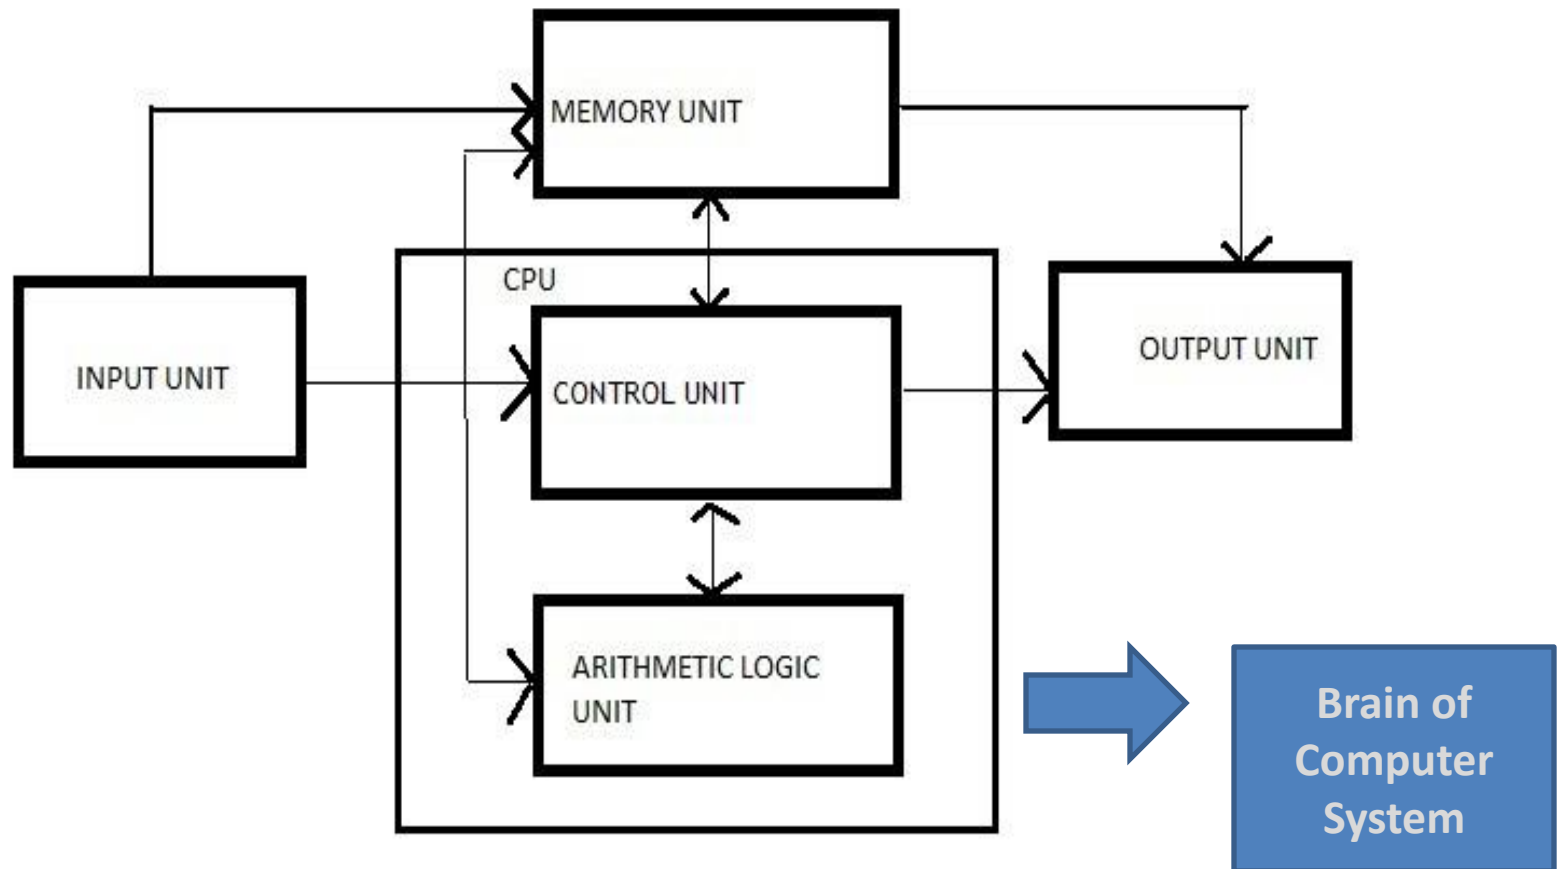 MEMORY UNIT
CPU
INPUT UNIT
CONTROL UNIT
OUTPUT UNIT
ARITHMETIC LOGIC
UNIT
Brain of
Computer
System